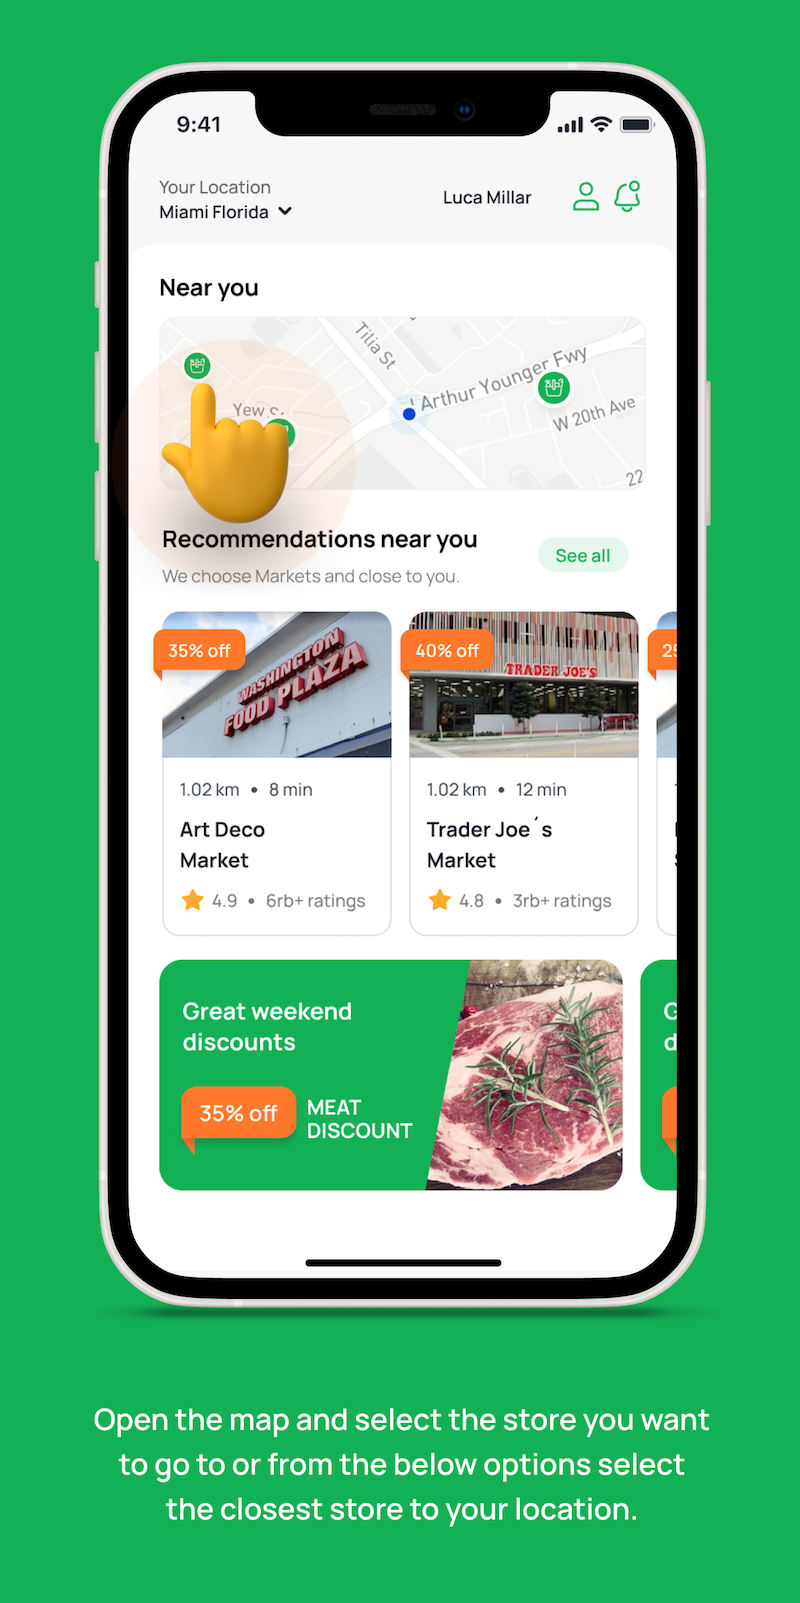 9:41
Your Location
Miami Florida
Luca Millar
Near you
Tilia St
Arthur Younger Fwy
Yew
W 20th Ave
22
Recommendations near you
We choose Markets and close to you.
See all
35% off
WASHINGTON
FOOD PLAZA
40% off
TRADER JOE'S
25
1.02 km • 8 min
Art Deco
Market
4.9 • 6rb+ ratings
1.02 km • 12 min
Trader Joe´s
Market
4.8 • 3rb+ ratings
Great weekend
discounts
35% off
MEAT
DISCOUNT
G
d
Open the map and select the store you want
to go to or from the below options select
the closest store to your location.